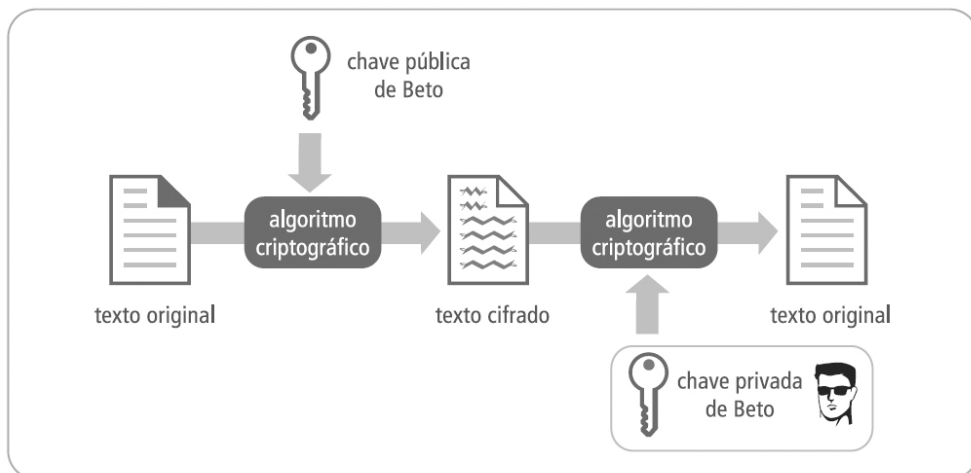 chave pública
de Beto
algoritmo
criptográfico
algoritmo
criptográfico
texto original
texto cifrado
texto original
chave privada
de Beto